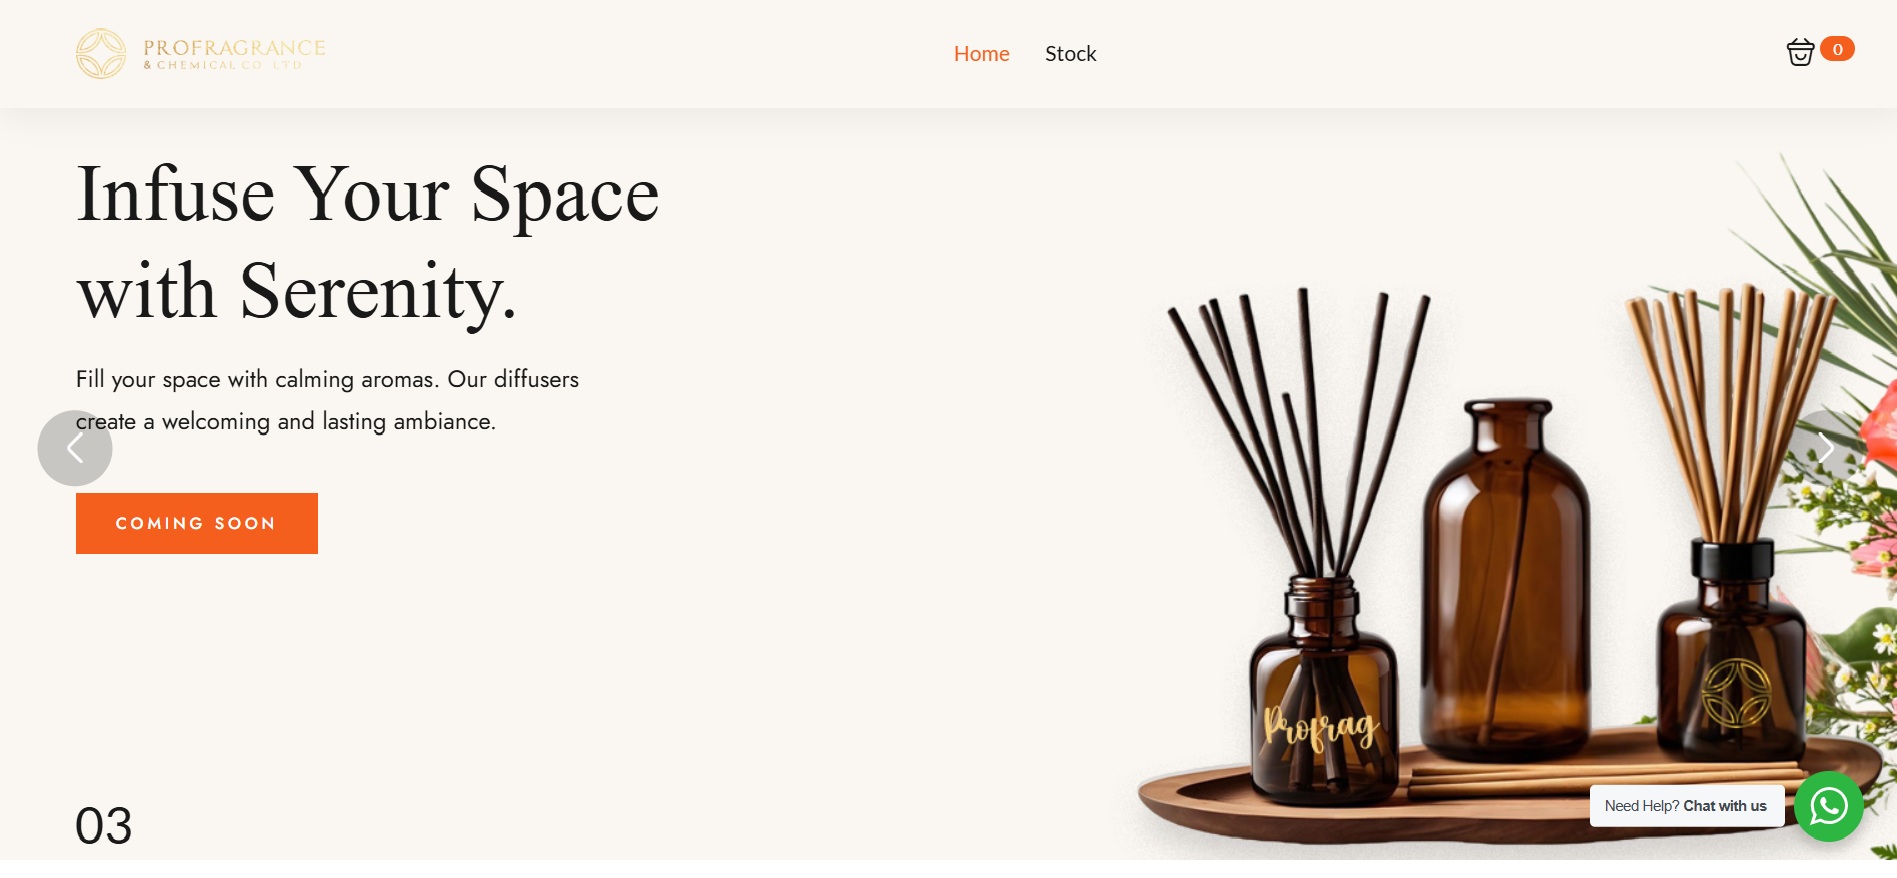 PROFRAGRANCE
& CHEMICAL CO LTD
Home
Stock
0
Infuse Your Space
with Serenity.
Fill your space with calming aromas. Our diffusers
create a welcoming and lasting ambiance.
COMING SOON
Profrag
Need Help? Chat with us
03